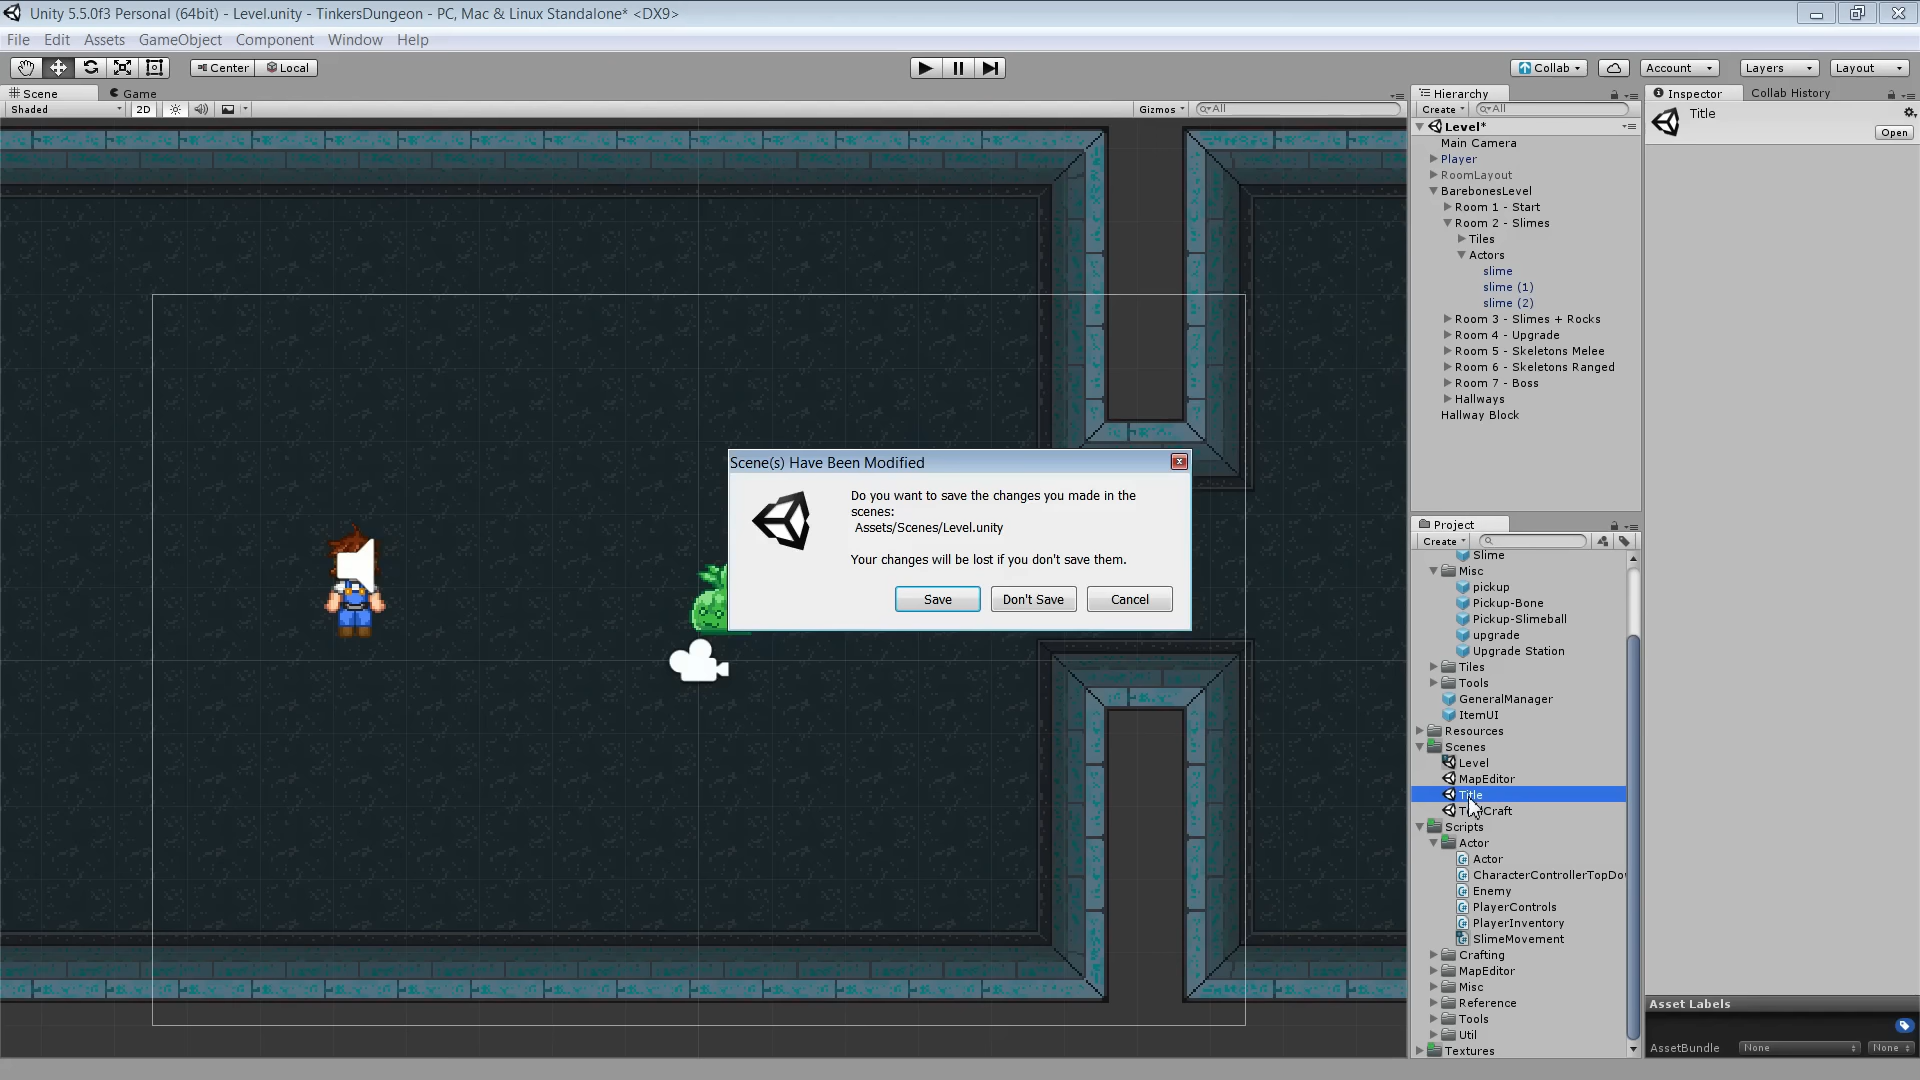 Unity 5.5.0f3 Personal (64bit) - Level.unity - TinkersDungeon - PC, Mac & Linux Standalone* <DX9>
File Edit Assets GameObject Component Window Help
Center Local Collab Account Layers Layout
Scene Game
Shaded 2D Gizmos All
Hierarchy
Create All
Level*
Main Camera
Player
RoomLayout
BarebonesLevel
Room 1 - Start
Room 2 - Slimes
Tiles
Actors
slime
slime (1)
slime (2)
Room 3 - Slimes + Rocks
Room 4 - Upgrade
Room 5 - Skeletons Melee
Room 6 - Skeletons Ranged
Room 7 - Boss
Hallways
Hallway Block
Inspector Collab History
Title
Open
Scene(s) Have Been Modified
Do you want to save the changes you made in the
scenes:
Assets/Scenes/Level.unity
Your changes will be lost if you don't save them.
Save Don't Save Cancel
Project
Create
Slime
Misc
pickup
Pickup-Bone
Pickup-Slimeball
upgrade
Upgrade Station
Tiles
Tools
GeneralManager
ItemUI
Resources
Scenes
Level
MapEditor
Title
Scripts
Actor
Actor
CharacterControllerTopDo
Enemy
PlayerControls
PlayerInventory
SlimeMovement
Crafting
MapEditor
Misc
Reference
Tools
Util
Textures
Asset Labels
AssetBundle None None